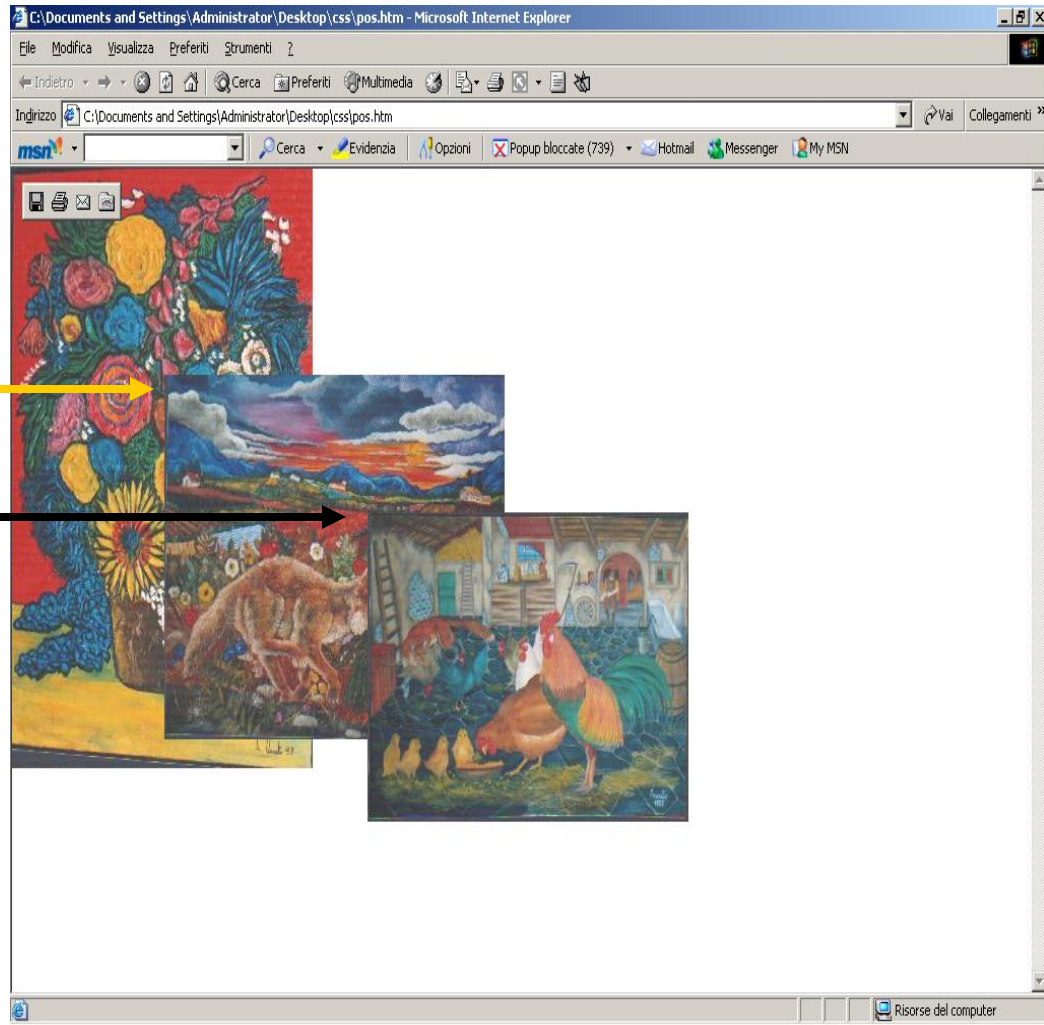 C:\Documents and Settings\Administrator\Desktop\css\pos.htm - Microsoft Internet Explorer
File Modifica Visualizza Preferiti Strumenti ?
Indietro Cerca Preferiti Multimedia
Indirizzo C:\Documents and Settings\Administrator\Desktop\css\pos.htm Vai Collegamenti »
msn Cerca Evidenzia Opzioni Popup bloccate (739) Hotmail Messenger My MSN
Risorse del computer